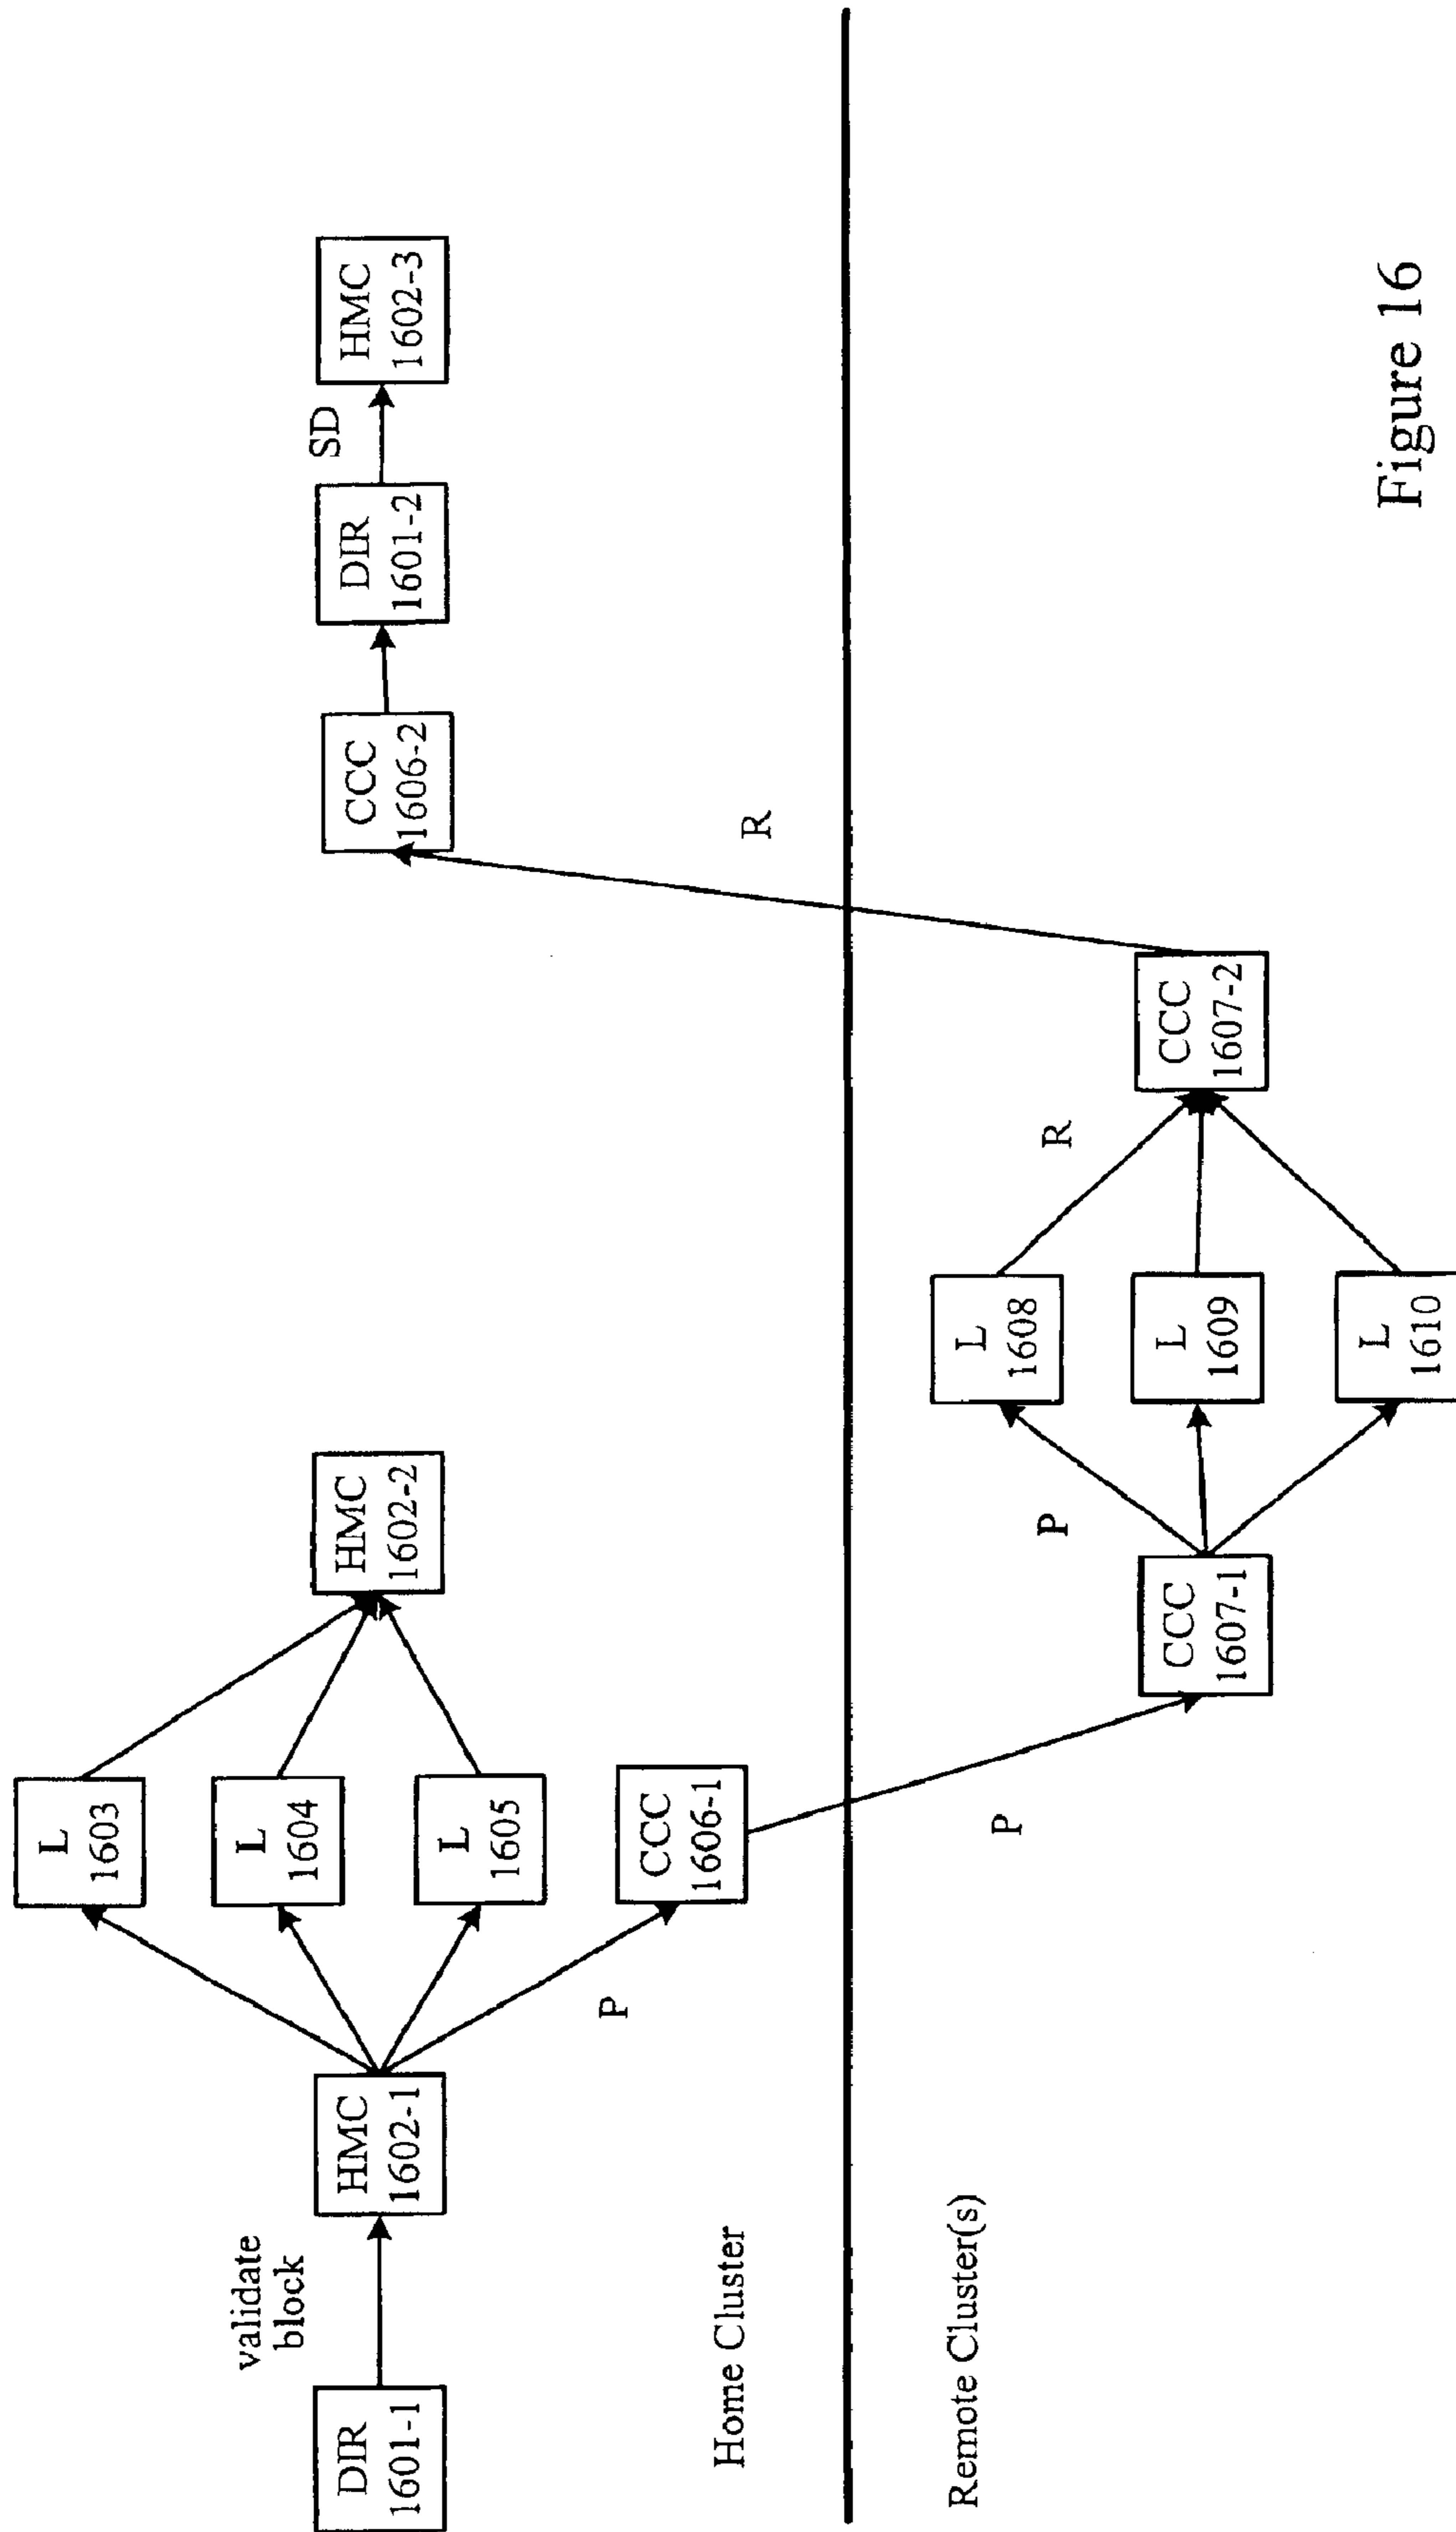 validate
block
DIR
1601-1
HMC
1602-1
P
L
1603
L
1604
L
1605
CCC
1606-1
HMC
1602-2
CCC
1606-2
DIR
1601-2
SD
HMC
1602-3
R
Home Cluster
Remote Cluster(s)
P
CCC
1607-1
P
L
1608
L
1609
L
1610
R
CCC
1607-2
Figure 16